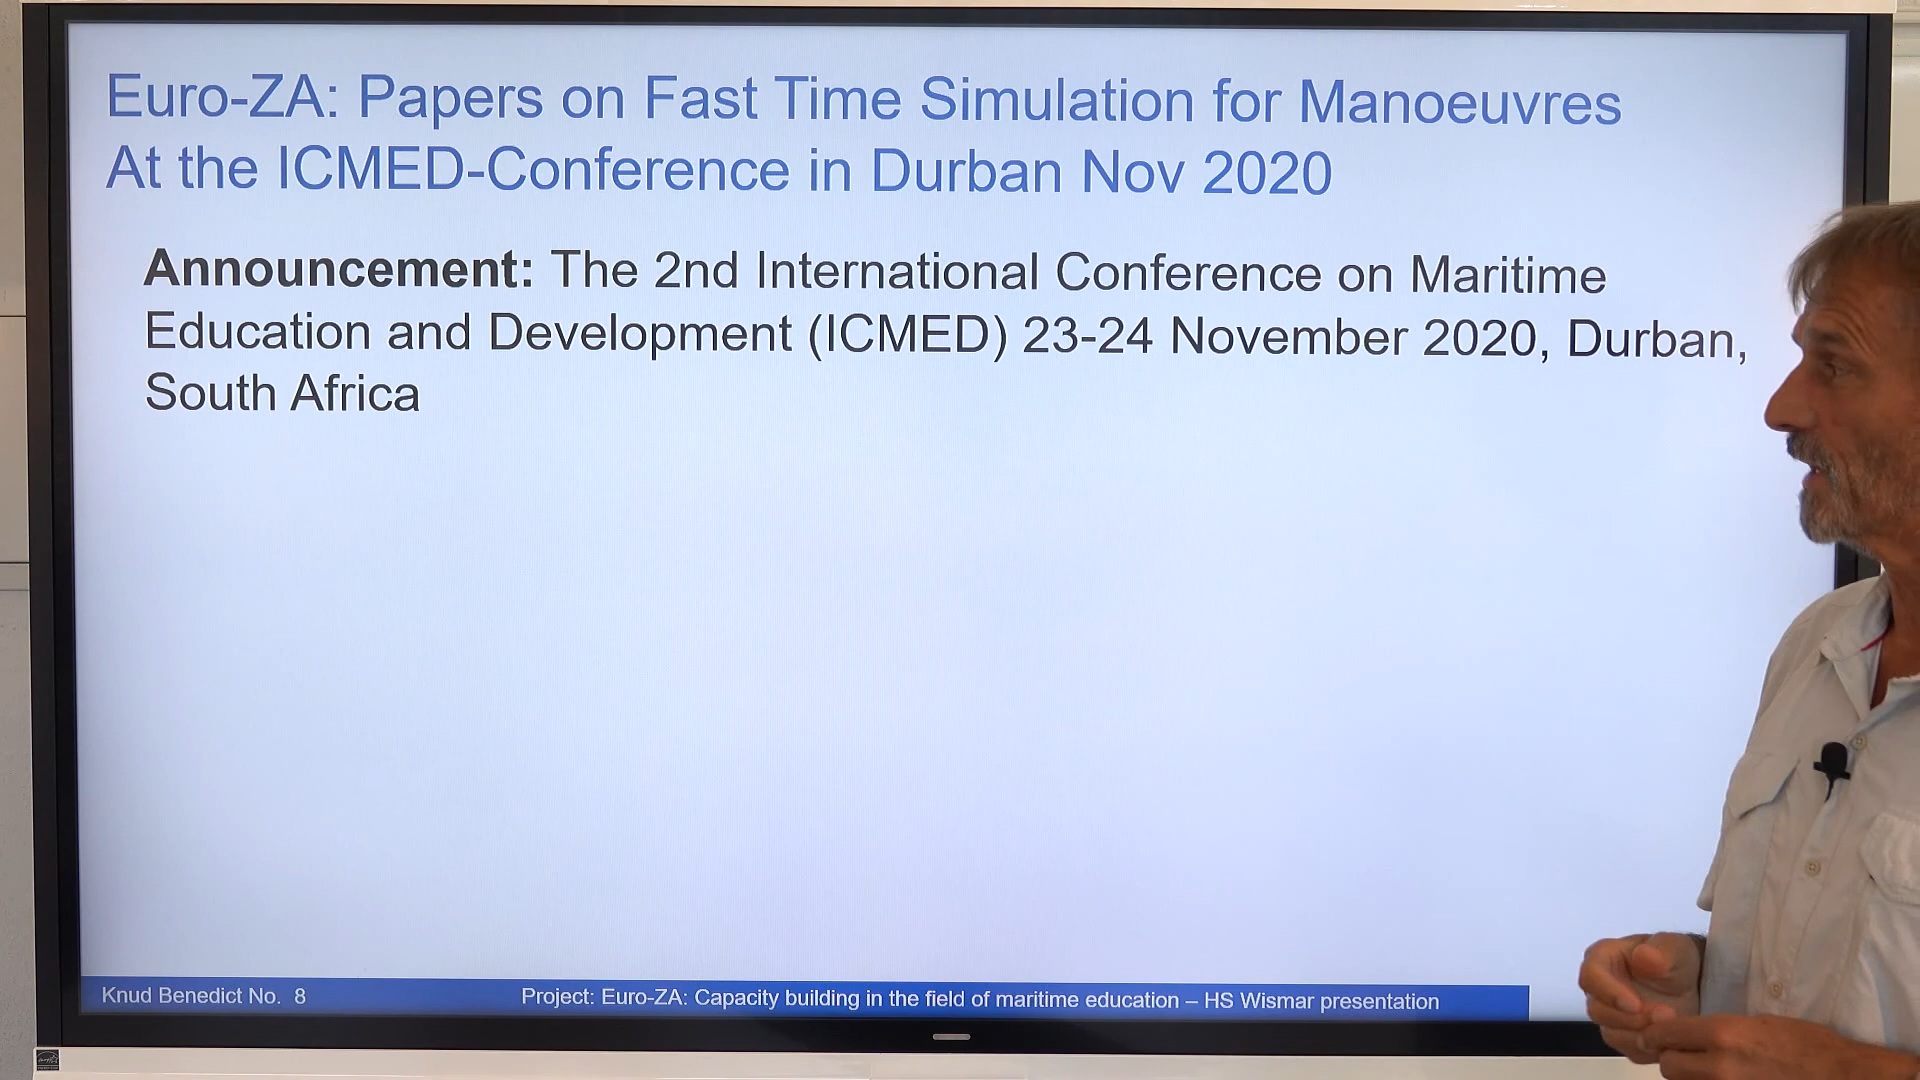 Euro-ZA: Papers on Fast Time Simulation for Manoeuvres
At the ICMED-Conference in Durban Nov 2020
Announcement: The 2nd International Conference on Maritime
Education and Development (ICMED) 23-24 November 2020, Durban,
South Africa
Knud Benedict No. 8
Project: Euro-ZA: Capacity building in the field of maritime education – HS Wismar presentation